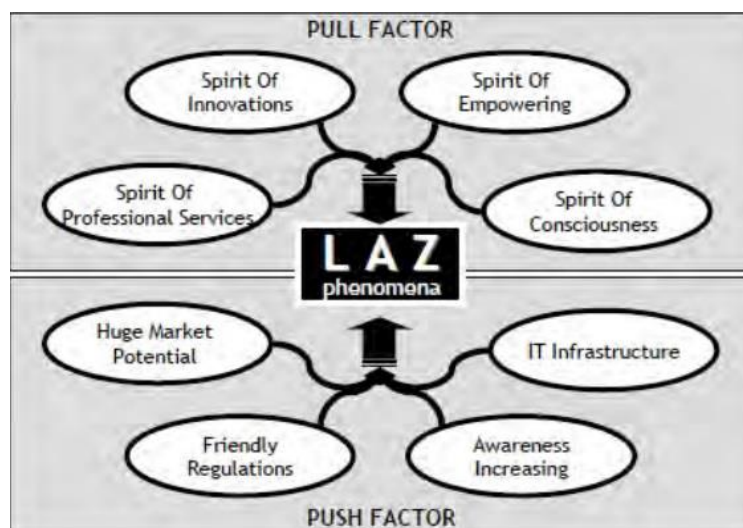 PULL FACTOR
Spirit Of
Innovations
Spirit Of
Empowering
Spirit Of
Professional Services
Spirit Of
Consciousness
L A Z
phenomena
Huge Market
Potential
IT Infrastructure
Friendly
Regulations
Awareness
Increasing
PUSH FACTOR